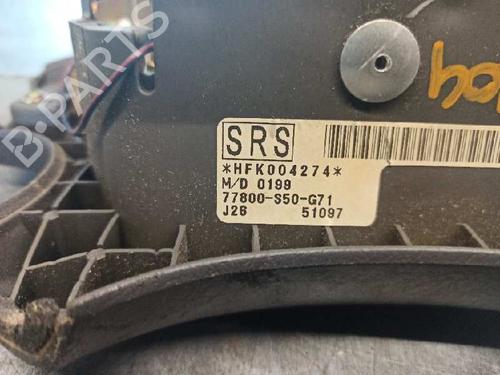 B-PARTS
SRS
*HFK004274*
M/D 0199
77800-S50-G71
J26 51097